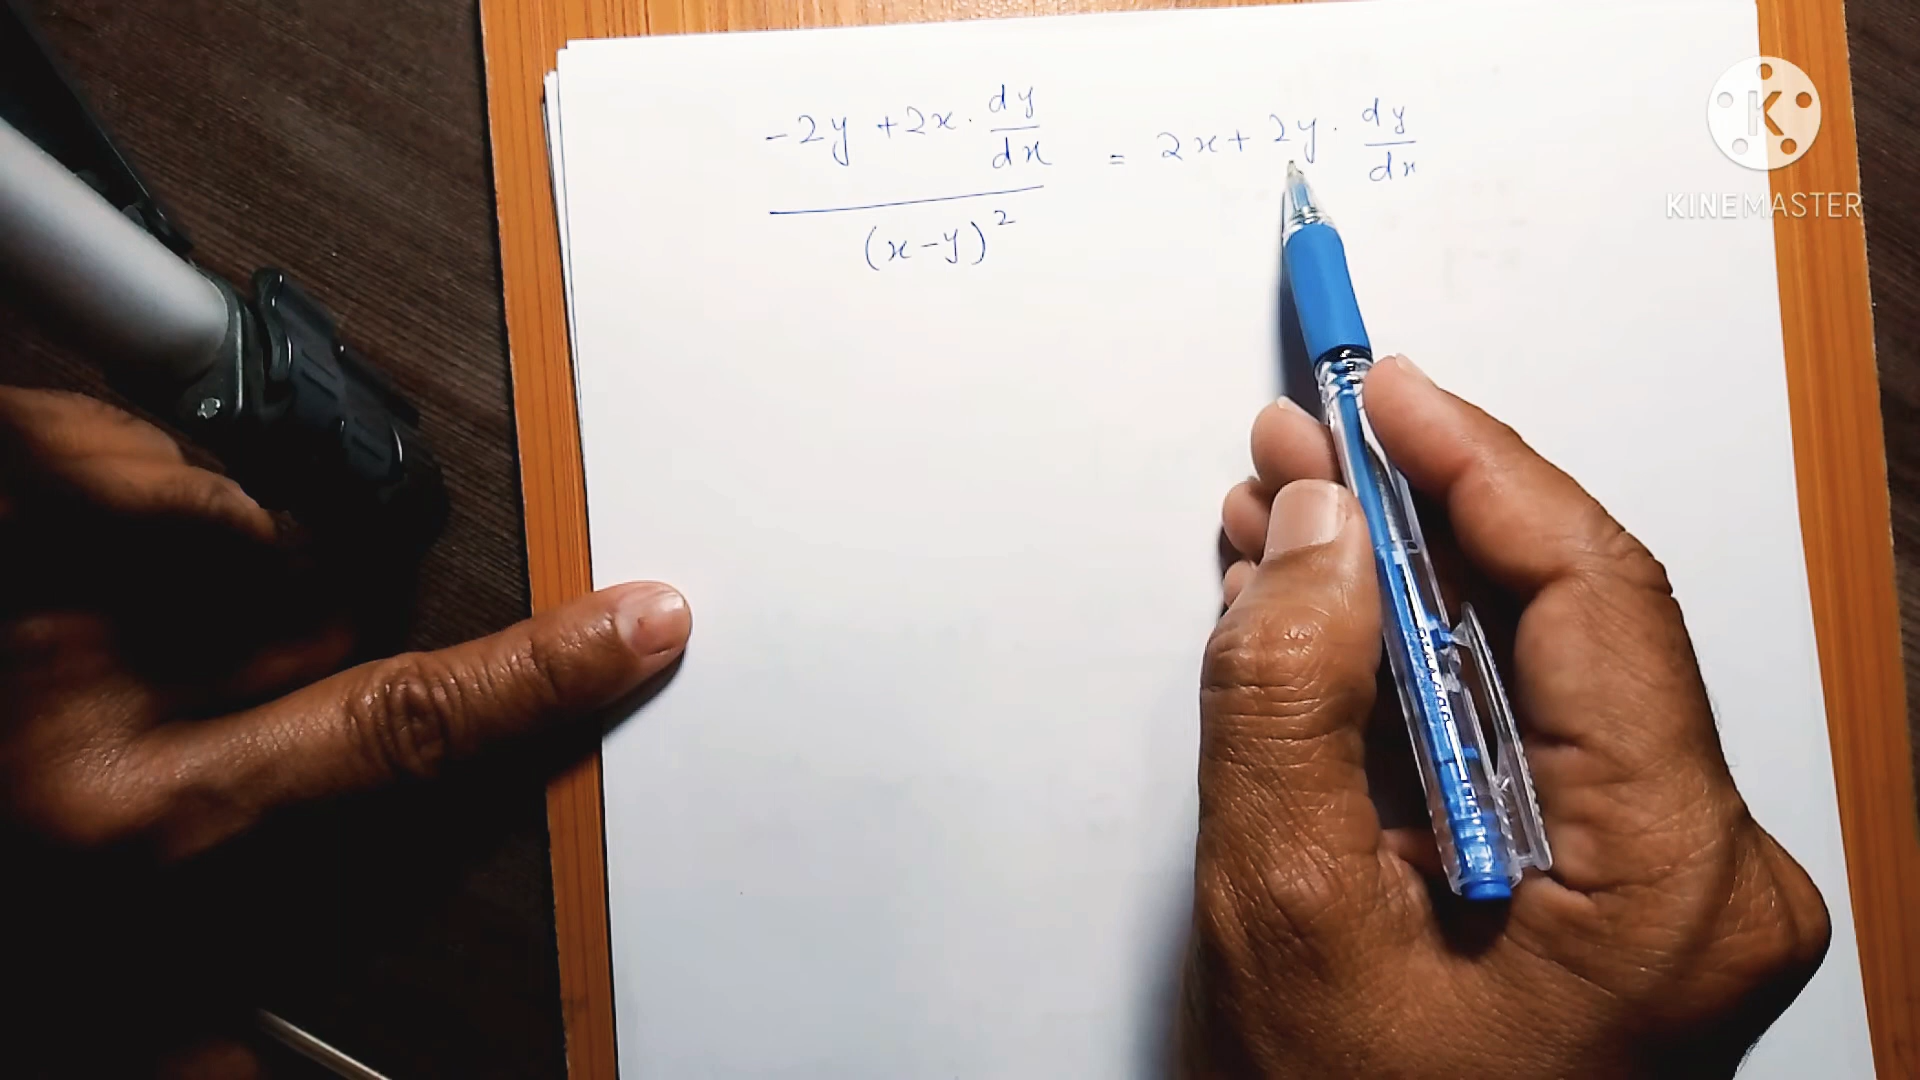 -2y + 2x · dy/dx = 2x + 2y · dy/dx
(x-y)²
K
KINEMASTER